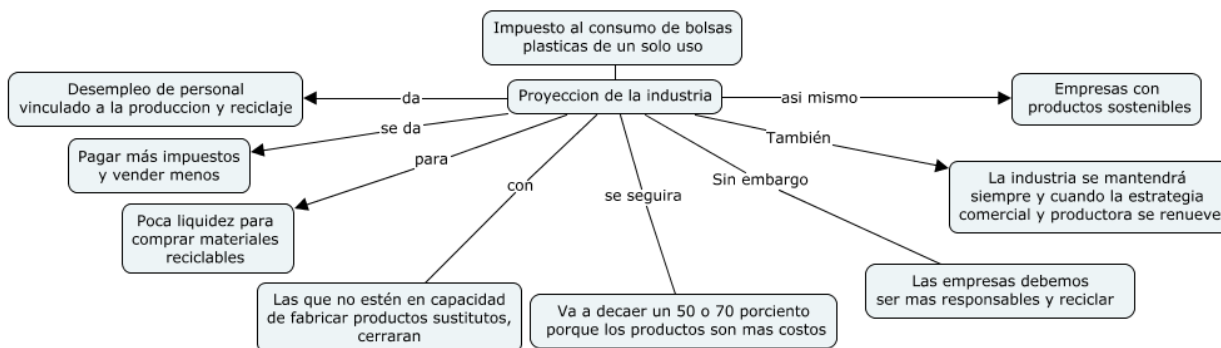 Impuesto al consumo de bolsas
plasticas de un solo uso
Proyeccion de la industria
da
Desempleo de personal
vinculado a la produccion y reciclaje
se da
Pagar más impuestos
y vender menos
para
Poca liquidez para
comprar materiales
reciclables
con
Las que no estén en capacidad
de fabricar productos sustitutos,
cerraran
se seguira
Va a decaer un 50 o 70 porciento
porque los productos son mas costos
Sin embargo
Las empresas debemos
ser mas responsables y reciclar
También
La industria se mantendrá
siempre y cuando la estrategia
comercial y productora se renueve
asi mismo
Empresas con
productos sostenibles